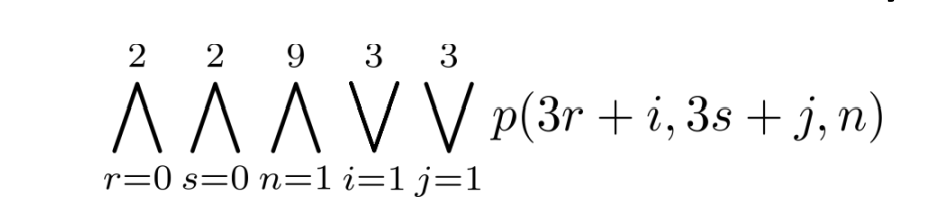 ⋀_{r=0}^{2} ⋀_{s=0}^{2} ⋀_{n=1}^{9} ⋁_{i=1}^{3} ⋁_{j=1}^{3} p(3r + i, 3s + j, n)